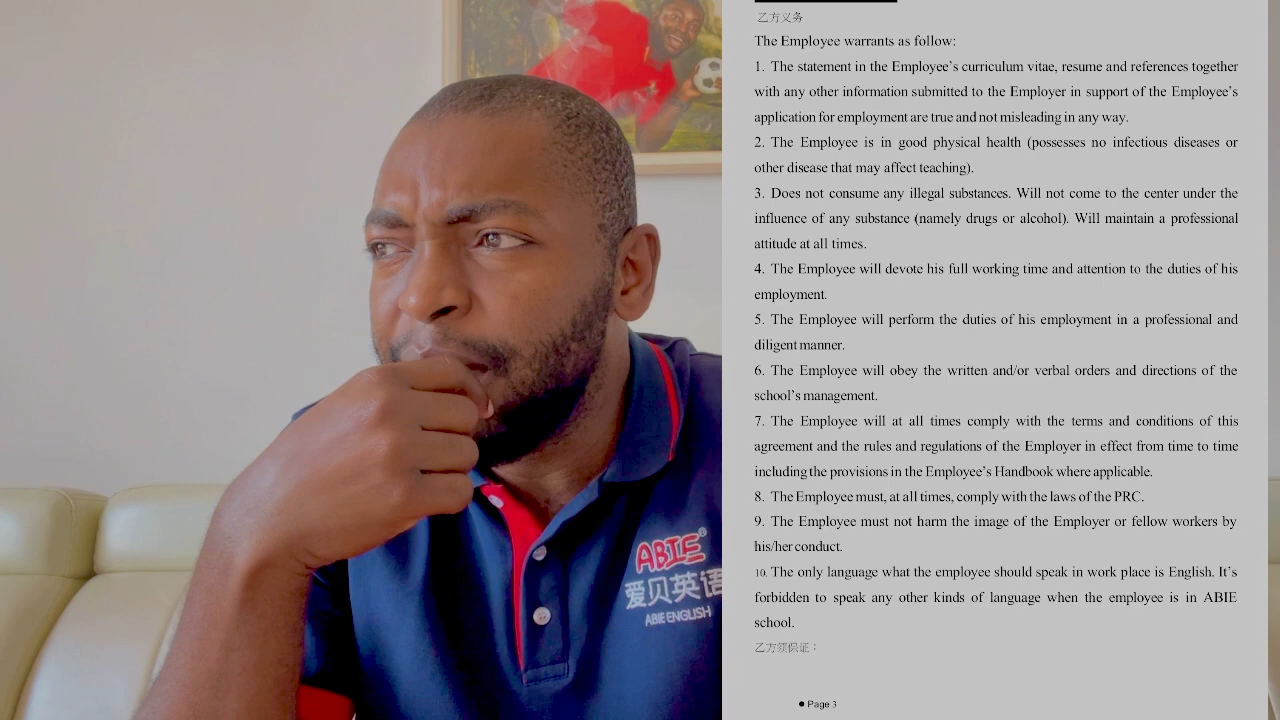 乙方义务
The Employee warrants as follow:
1. The statement in the Employee's curriculum vitae, resume and references together
with any other information submitted to the Employer in support of the Employee's
application for employment are true and not misleading in any way.
2. The Employee is in good physical health (possesses no infectious diseases or
other disease that may affect teaching).
3. Does not consume any illegal substances. Will not come to the center under the
influence of any substance (namely drugs or alcohol). Will maintain a professional
attitude at all times.
4. The Employee will devote his full working time and attention to the duties of his
employment.
5. The Employee will perform the duties of his employment in a professional and
diligent manner.
6. The Employee will obey the written and/or verbal orders and directions of the
school's management.
7. The Employee will at all times comply with the terms and conditions of this
agreement and the rules and regulations of the Employer in effect from time to time
including the provisions in the Employee's Handbook where applicable.
8. The Employee must, at all times, comply with the laws of the PRC.
9. The Employee must not harm the image of the Employer or fellow workers by
his/her conduct.
10. The only language what the employee should speak in work place is English. It's
forbidden to speak any other kinds of language when the employee is in ABIE
school.
乙方须保证：
● Page 3
ABIE®
爱贝英语
ABIE ENGLISH